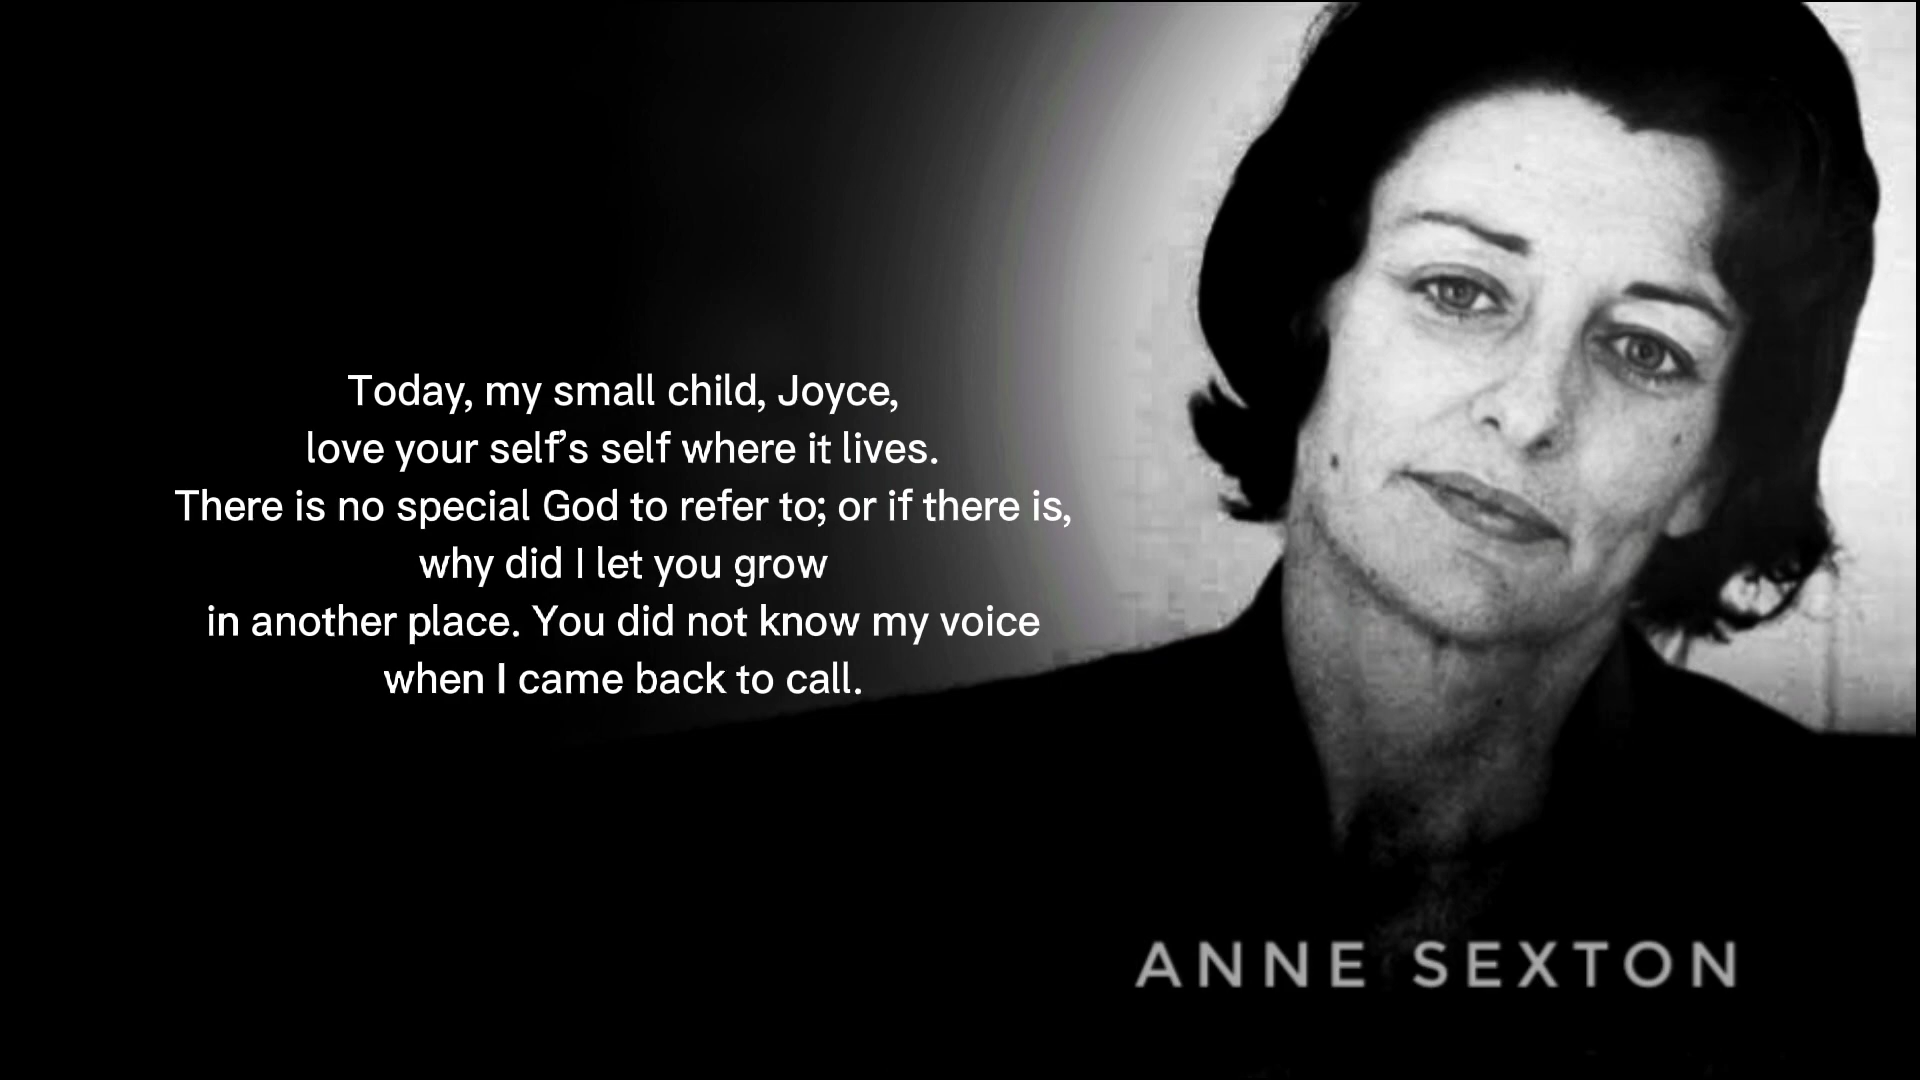 Today, my small child, Joyce,
love your self’s self where it lives.
There is no special God to refer to; or if there is,
why did I let you grow
in another place. You did not know my voice
when I came back to call.
ANNE SEXTON